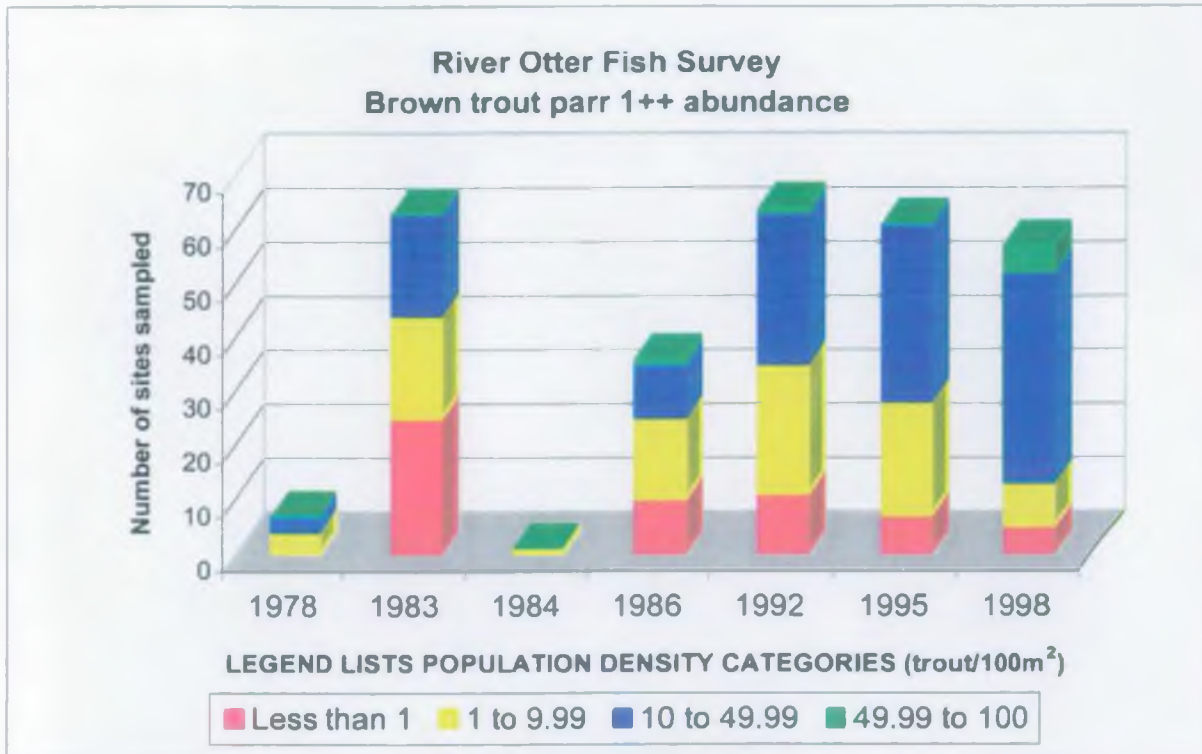 River Otter Fish Survey
Brown trout parr 1++ abundance
Number of sites sampled
70
60
50
40
30
20
10
0
1978 1983 1984 1986 1992 1995 1998
LEGEND LISTS POPULATION DENSITY CATEGORIES (trout/100m²)
Less than 1 1 to 9.99 10 to 49.99 49.99 to 100